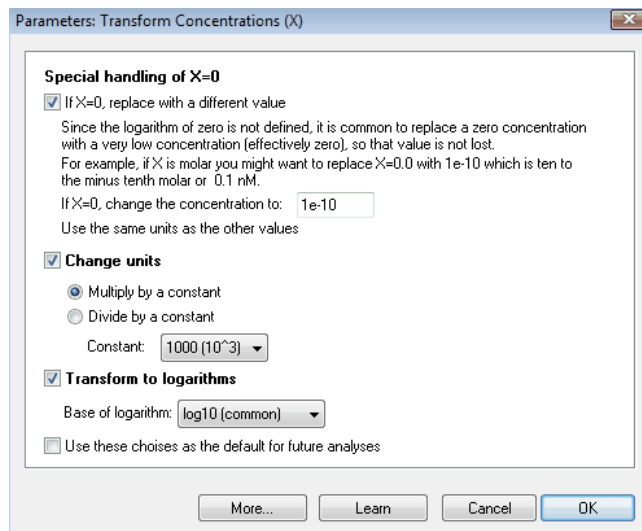 Parameters: Transform Concentrations (X)
Special handling of X=0
If X=0, replace with a different value
Since the logarithm of zero is not defined, it is common to replace a zero concentration
with a very low concentration (effectively zero), so that value is not lost.
For example, if X is molar you might want to replace X=0.0 with 1e-10 which is ten to
the minus tenth molar or 0.1 nM.
If X=0, change the concentration to: 1e-10
Use the same units as the other values
Change units
Multiply by a constant
Divide by a constant
Constant: 1000 (10^3)
Transform to logarithms
Base of logarithm: log10 (common)
Use these choises as the default for future analyses
More... Learn Cancel OK